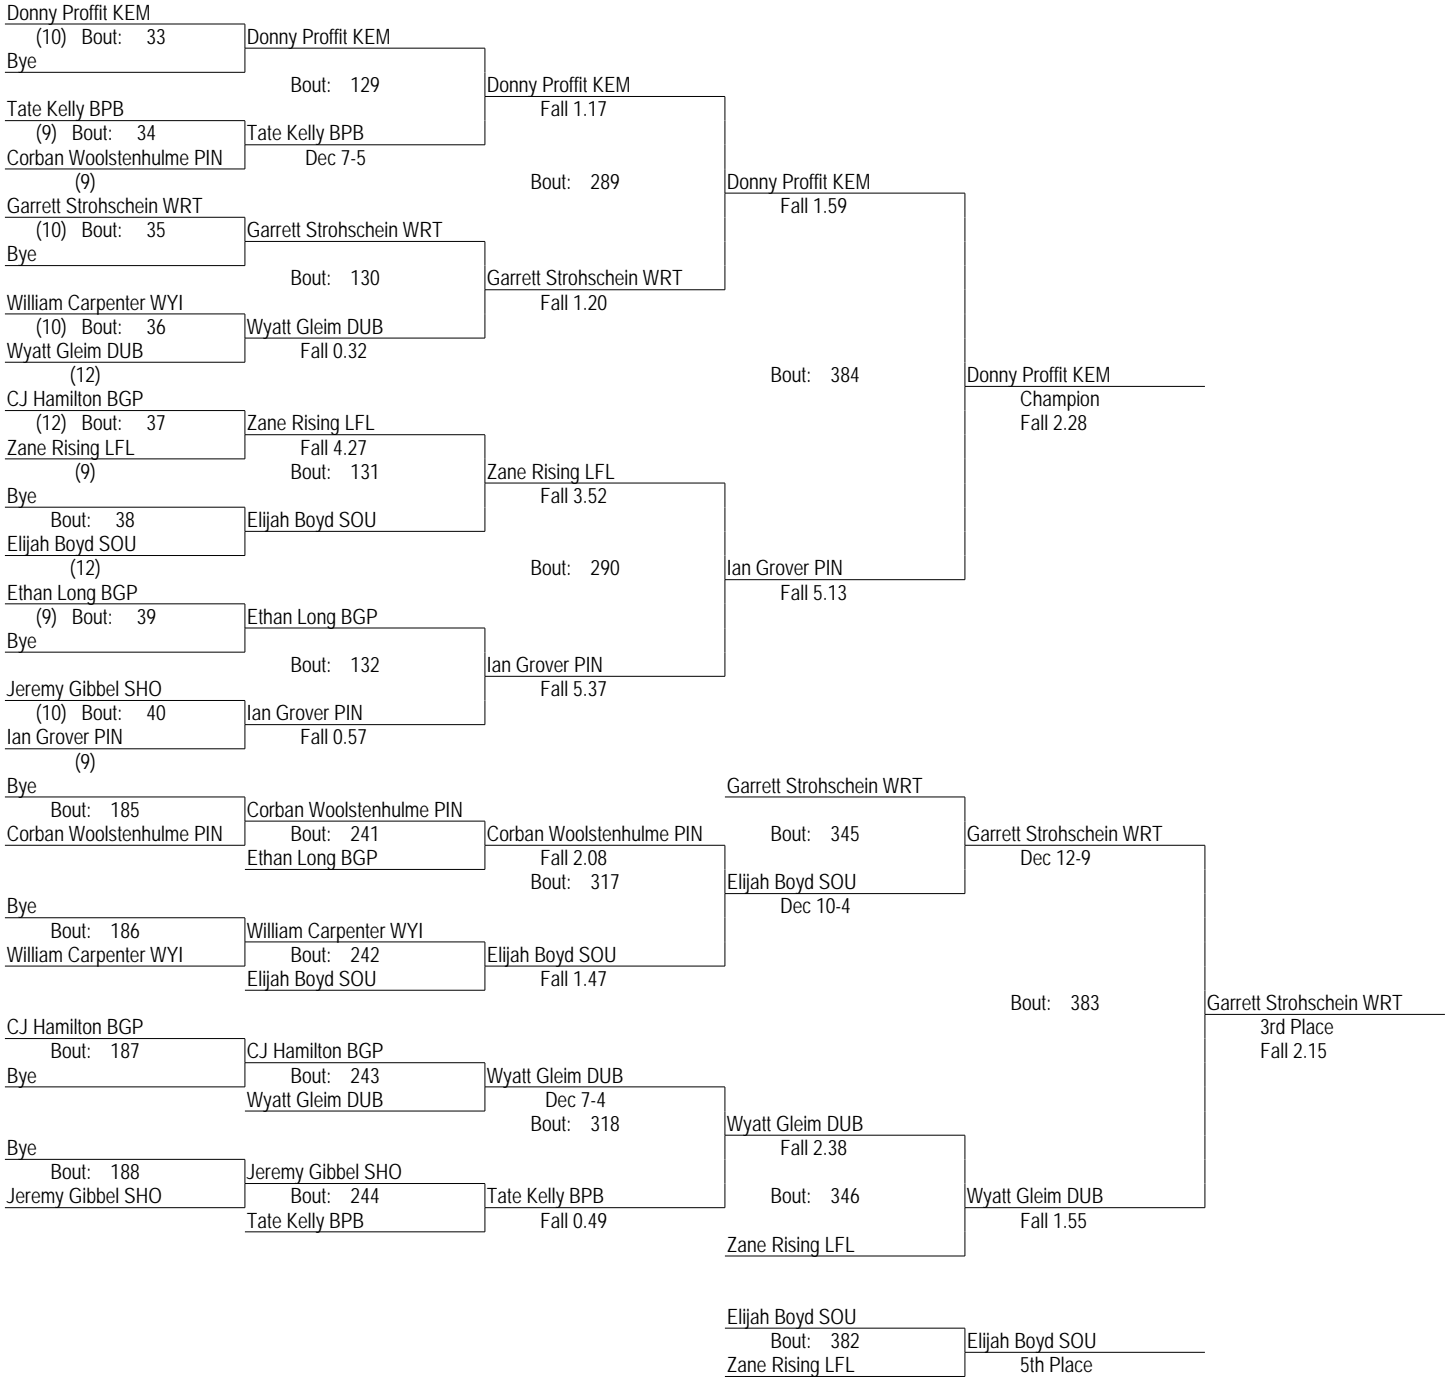 Donny Proffit KEM
(10) Bout: 33
Donny Proffit KEM
Bye
Bout: 129
Donny Proffit KEM
Tate Kelly BPB
Fall 1.17
(9) Bout: 34
Tate Kelly BPB
Corban Woolstenhulme PIN
Dec 7-5
(9)
Bout: 289
Donny Proffit KEM
Garrett Strohschein WRT
Fall 1.59
(10) Bout: 35
Garrett Strohschein WRT
Bye
Bout: 130
Garrett Strohschein WRT
William Carpenter WYI
Fall 1.20
(10) Bout: 36
Wyatt Gleim DUB
Wyatt Gleim DUB
Fall 0.32
(12)
Bout: 384
Donny Proffit KEM
CJ Hamilton BGP
Champion
(12) Bout: 37
Zane Rising LFL
Fall 2.28
Zane Rising LFL
Fall 4.27
(9)
Bout: 131
Zane Rising LFL
Bye
Fall 3.52
Bout: 38
Elijah Boyd SOU
Elijah Boyd SOU
(12)
Bout: 290
Ian Grover PIN
Ethan Long BGP
Fall 5.13
(9) Bout: 39
Ethan Long BGP
Bye
Bout: 132
Ian Grover PIN
Jeremy Gibbel SHO
Fall 5.37
(10) Bout: 40
Ian Grover PIN
Ian Grover PIN
Fall 0.57
(9)
Bye
Garrett Strohschein WRT
Bout: 185
Corban Woolstenhulme PIN
Corban Woolstenhulme PIN
Bout: 241
Corban Woolstenhulme PIN
Bout: 345
Garrett Strohschein WRT
Ethan Long BGP
Fall 2.08
Dec 12-9
Bout: 317
Elijah Boyd SOU
Bye
Dec 10-4
Bout: 186
William Carpenter WYI
William Carpenter WYI
Bout: 242
Elijah Boyd SOU
Elijah Boyd SOU
Fall 1.47
Bout: 383
Garrett Strohschein WRT
CJ Hamilton BGP
3rd Place
Bout: 187
CJ Hamilton BGP
Fall 2.15
Bye
Bout: 243
Wyatt Gleim DUB
Wyatt Gleim DUB
Dec 7-4
Bout: 318
Wyatt Gleim DUB
Bye
Fall 2.38
Bout: 188
Jeremy Gibbel SHO
Jeremy Gibbel SHO
Bout: 244
Tate Kelly BPB
Bout: 346
Wyatt Gleim DUB
Tate Kelly BPB
Fall 0.49
Fall 1.55
Zane Rising LFL
Elijah Boyd SOU
Bout: 382
Elijah Boyd SOU
Zane Rising LFL
5th Place